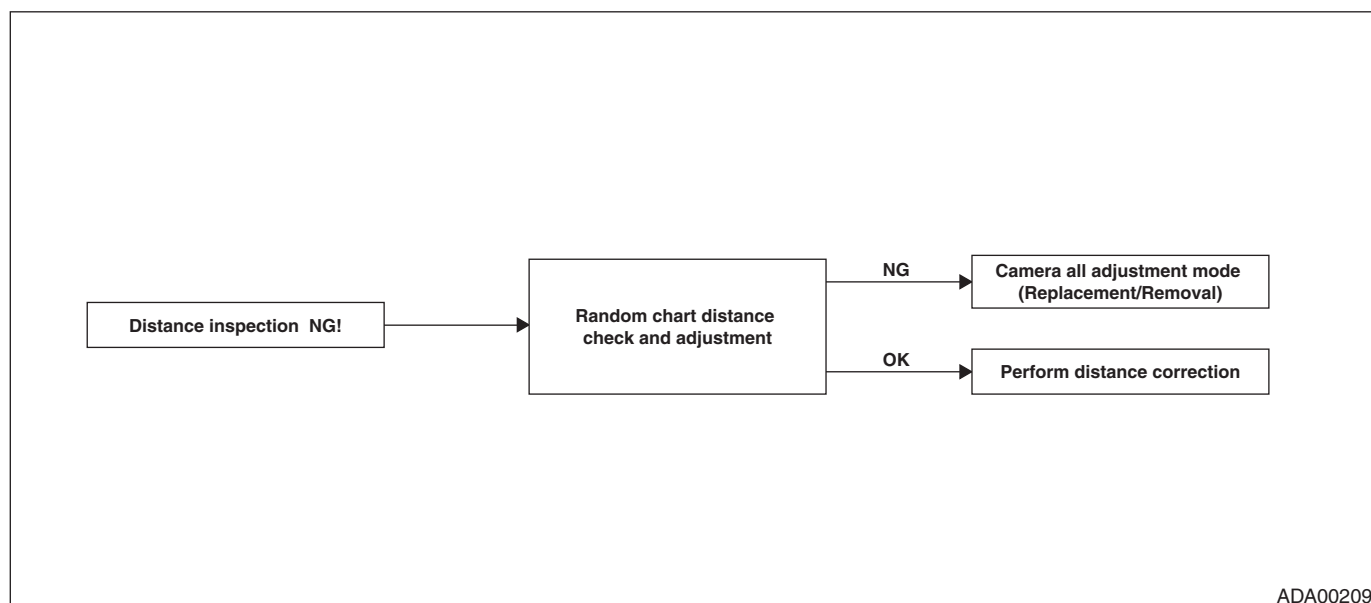 Distance inspection NG!
Random chart distance
check and adjustment
NG
Camera all adjustment mode
(Replacement/Removal)
OK
Perform distance correction
ADA00209